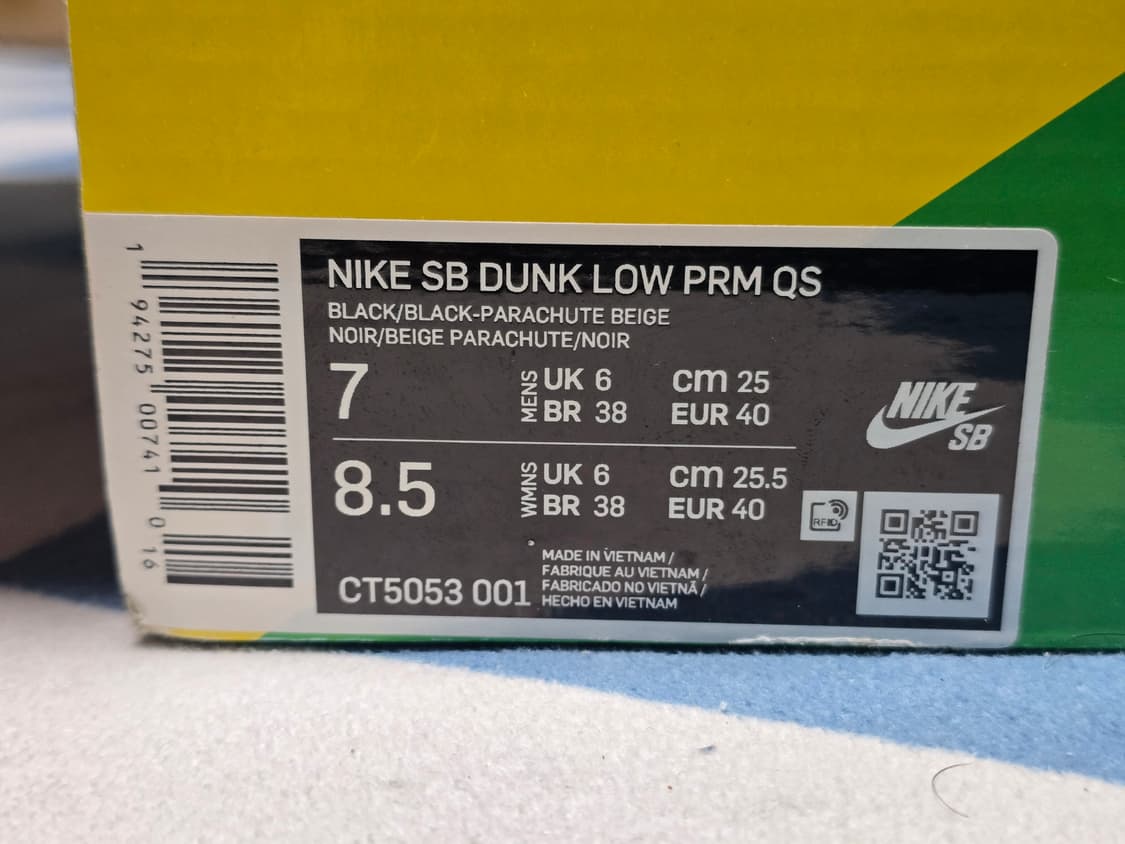 1 94275 00741 0 16
NIKE SB DUNK LOW PRM QS
BLACK/BLACK-PARACHUTE BEIGE
NOIR/BEIGE PARACHUTE/NOIR
7 MENS UK 6 cm 25
BR 38 EUR 40
8.5 WMNS UK 6 cm 25.5
BR 38 EUR 40
NIKE
SB
RFID
CT5053 001
MADE IN VIETNAM /
FABRIQUE AU VIETNAM /
FABRICADO NO VIETNÃ /
HECHO EN VIETNAM